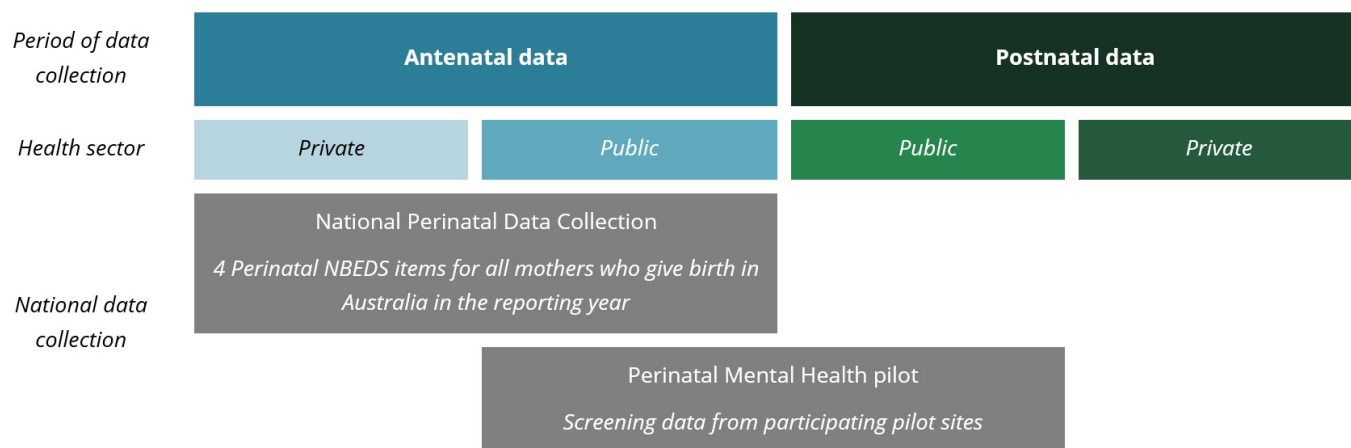 Period of data
collection
Antenatal data
Postnatal data
Health sector
Private
Public
Public
Private
National data
collection
National Perinatal Data Collection
4 Perinatal NBEDS items for all mothers who give birth in
Australia in the reporting year
Perinatal Mental Health pilot
Screening data from participating pilot sites